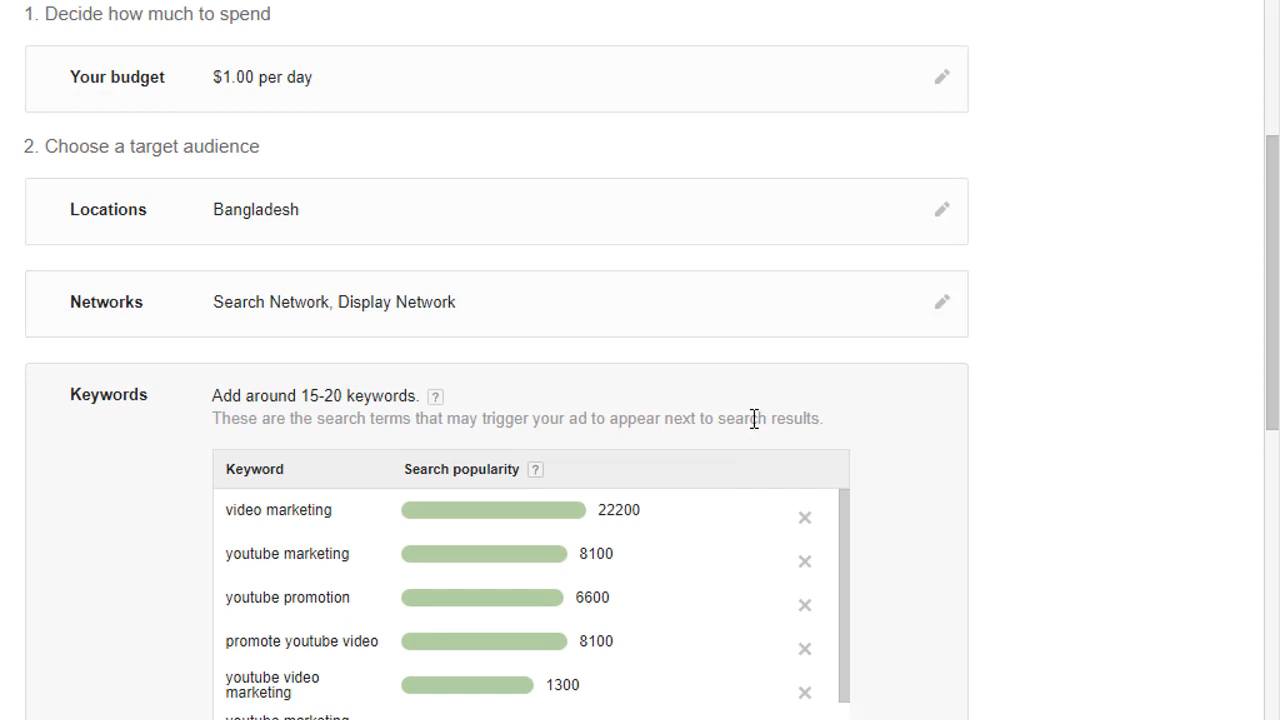 1. Decide how much to spend
Your budget $1.00 per day
2. Choose a target audience
Locations Bangladesh
Networks Search Network, Display Network
Keywords Add around 15-20 keywords. ?
These are the search terms that may trigger your ad to appear next to search results.
Keyword Search popularity ?
video marketing 22200
youtube marketing 8100
youtube promotion 6600
promote youtube video 8100
youtube video
marketing 1300
youtube marketing